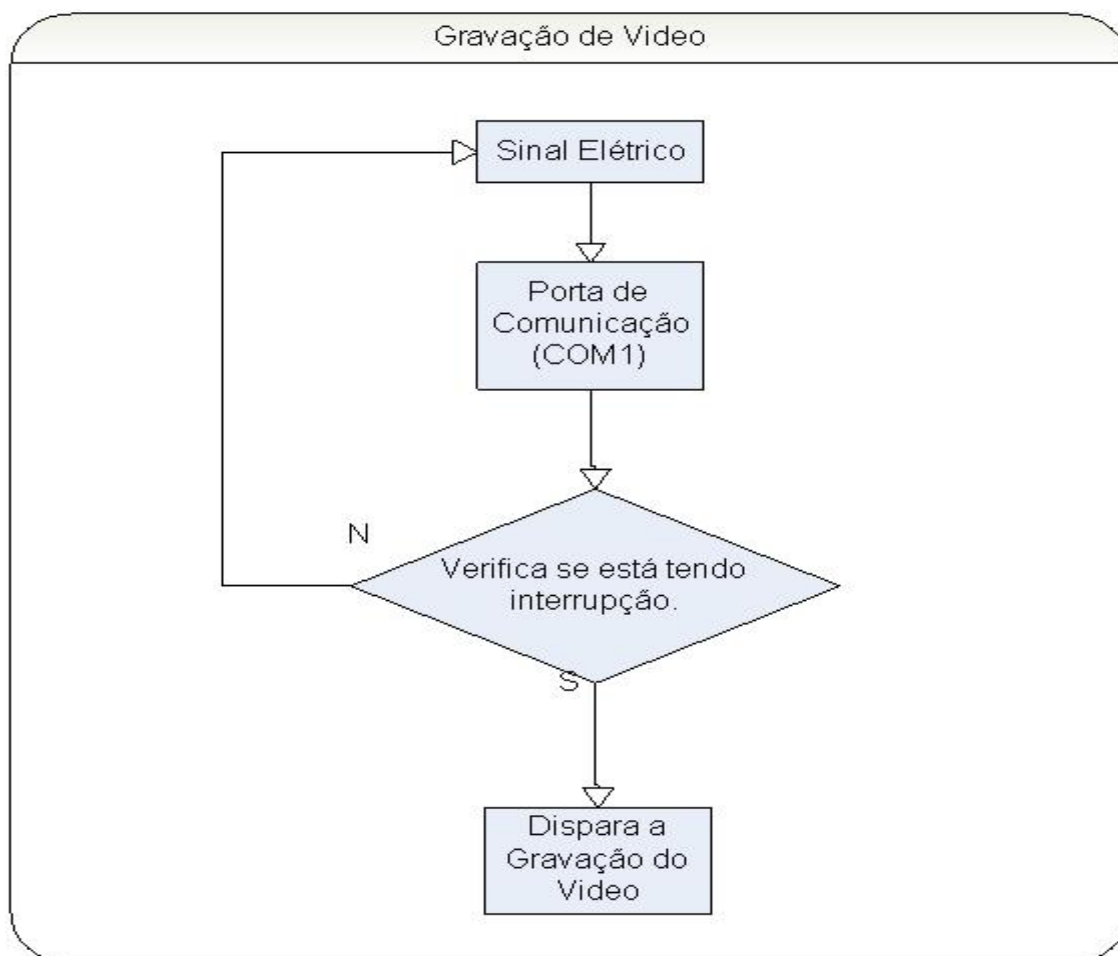 Gravação de Video
Sinal Elétrico
Porta de
Comunicação
(COM1)
N
Verifica se está tendo
interrupção.
S
Dispara a
Gravação do
Video